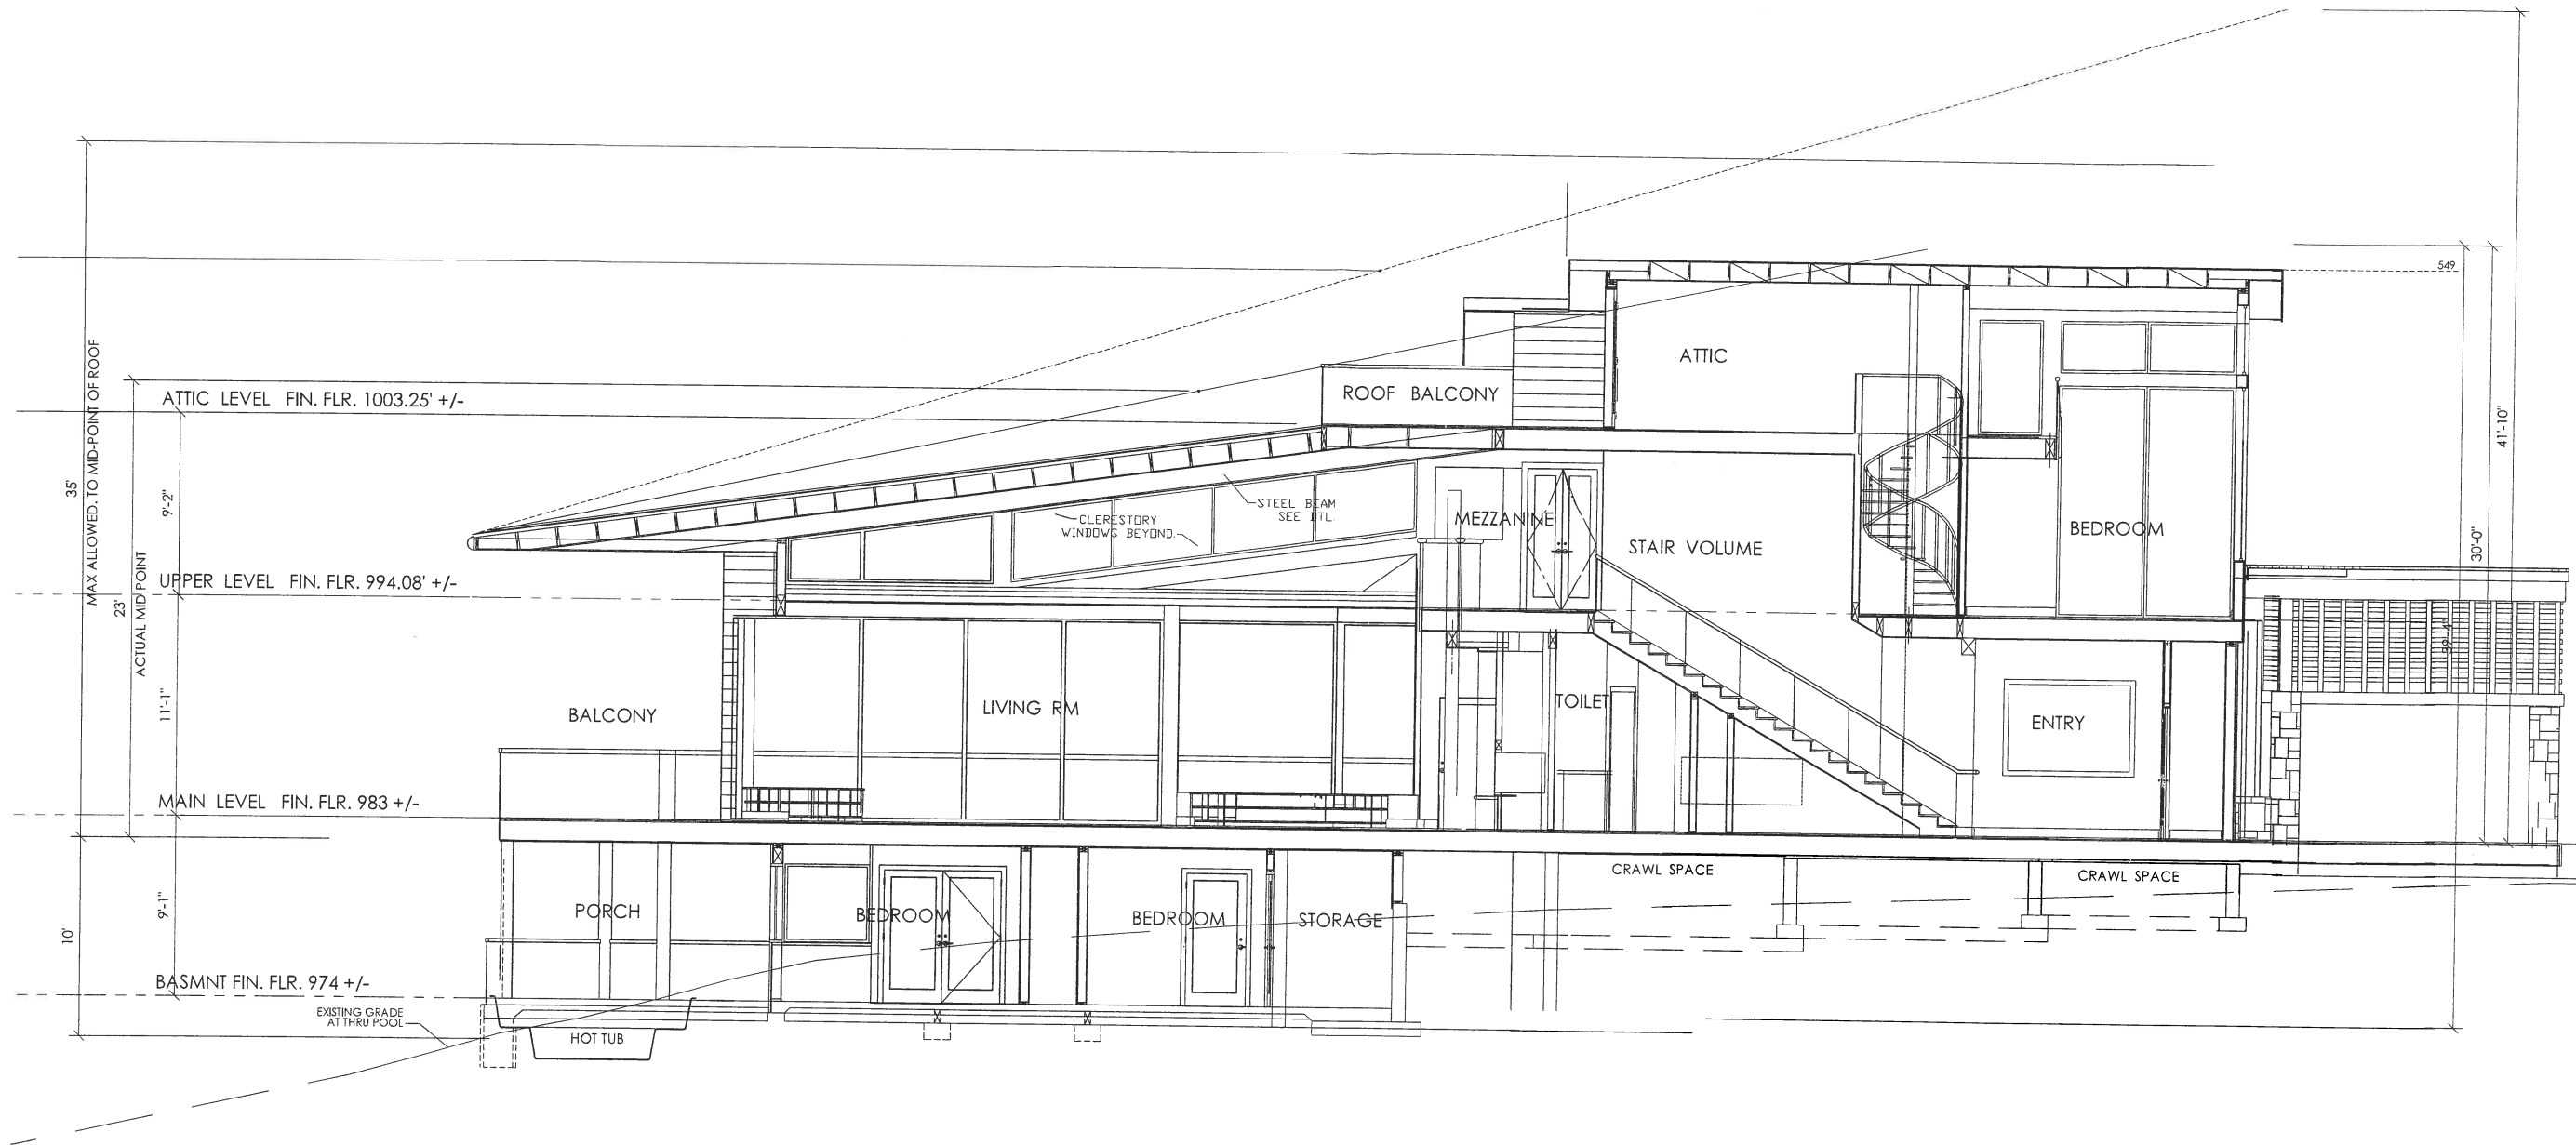 549
MAX ALLOWED. TO MID-POINT OF ROOF
35'
ATTIC LEVEL FIN. FLR. 1003.25' +/-
ATTIC
ROOF BALCONY
41'-10"
9'-2"
STEEL BEAM
SEE DTL
CLERESTORY
WINDOWS BEYOND.
MEZZANINE
STAIR VOLUME
BEDROOM
30'-0"
UPPER LEVEL FIN. FLR. 994.08' +/-
23'
ACTUAL MID POINT
11'-1"
BALCONY
LIVING RM
TOILET
ENTRY
MAIN LEVEL FIN. FLR. 983 +/-
CRAWL SPACE
CRAWL SPACE
9'-1"
10'
PORCH
BEDROOM
BEDROOM
STORAGE
BASMNT FIN. FLR. 974 +/-
EXISTING GRADE
AT THRU POOL
HOT TUB